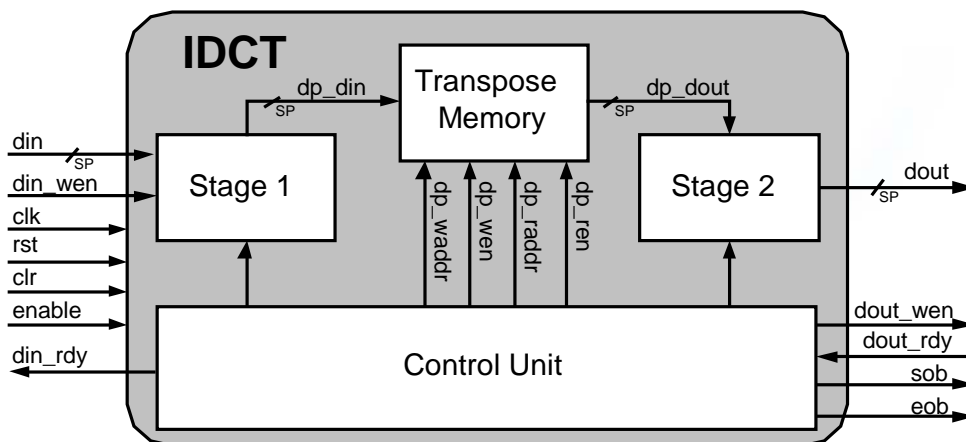 IDCT
dp_din
SP
Transpose
Memory
dp_dout
SP
din
SP
din_wen
clk
rst
clr
enable
din_rdy
Stage 1
dp_waddr
dp_wen
dp_raddr
dp_ren
Stage 2
dout
SP
Control Unit
dout_wen
dout_rdy
sob
eob